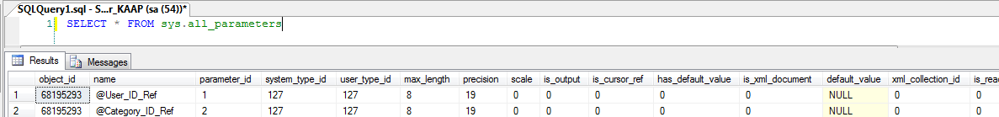 SQLQuery1.sql - S...r_KAAP (sa (54))*
1 SELECT * FROM sys.all_parameters
Results Messages
object_id name parameter_id system_type_id user_type_id max_length precision scale is_output is_cursor_ref has_default_value is_xml_document default_value xml_collection_id is_read
1 68195293 @User_ID_Ref 1 127 127 8 19 0 0 0 0 0 NULL 0 0
2 68195293 @Category_ID_Ref 2 127 127 8 19 0 0 0 0 0 NULL 0 0